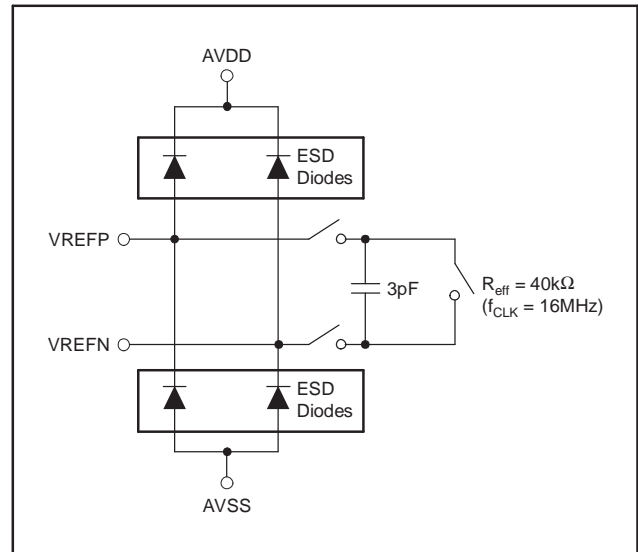 AVDD
ESD
Diodes
VREFP
3pF
R_eff = 40kΩ
(f_CLK = 16MHz)
VREFN
ESD
Diodes
AVSS